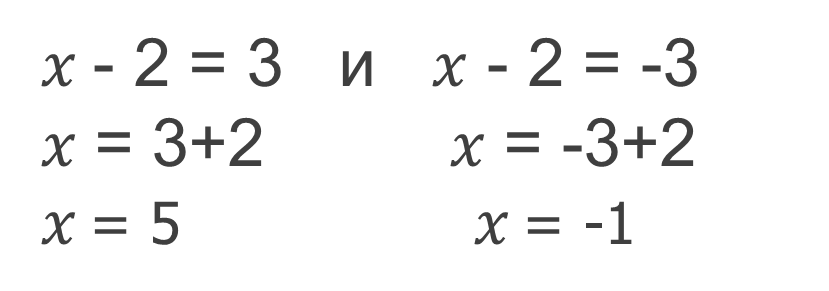 x - 2 = 3 и x - 2 = -3
x = 3+2 x = -3+2
x = 5 x = -1